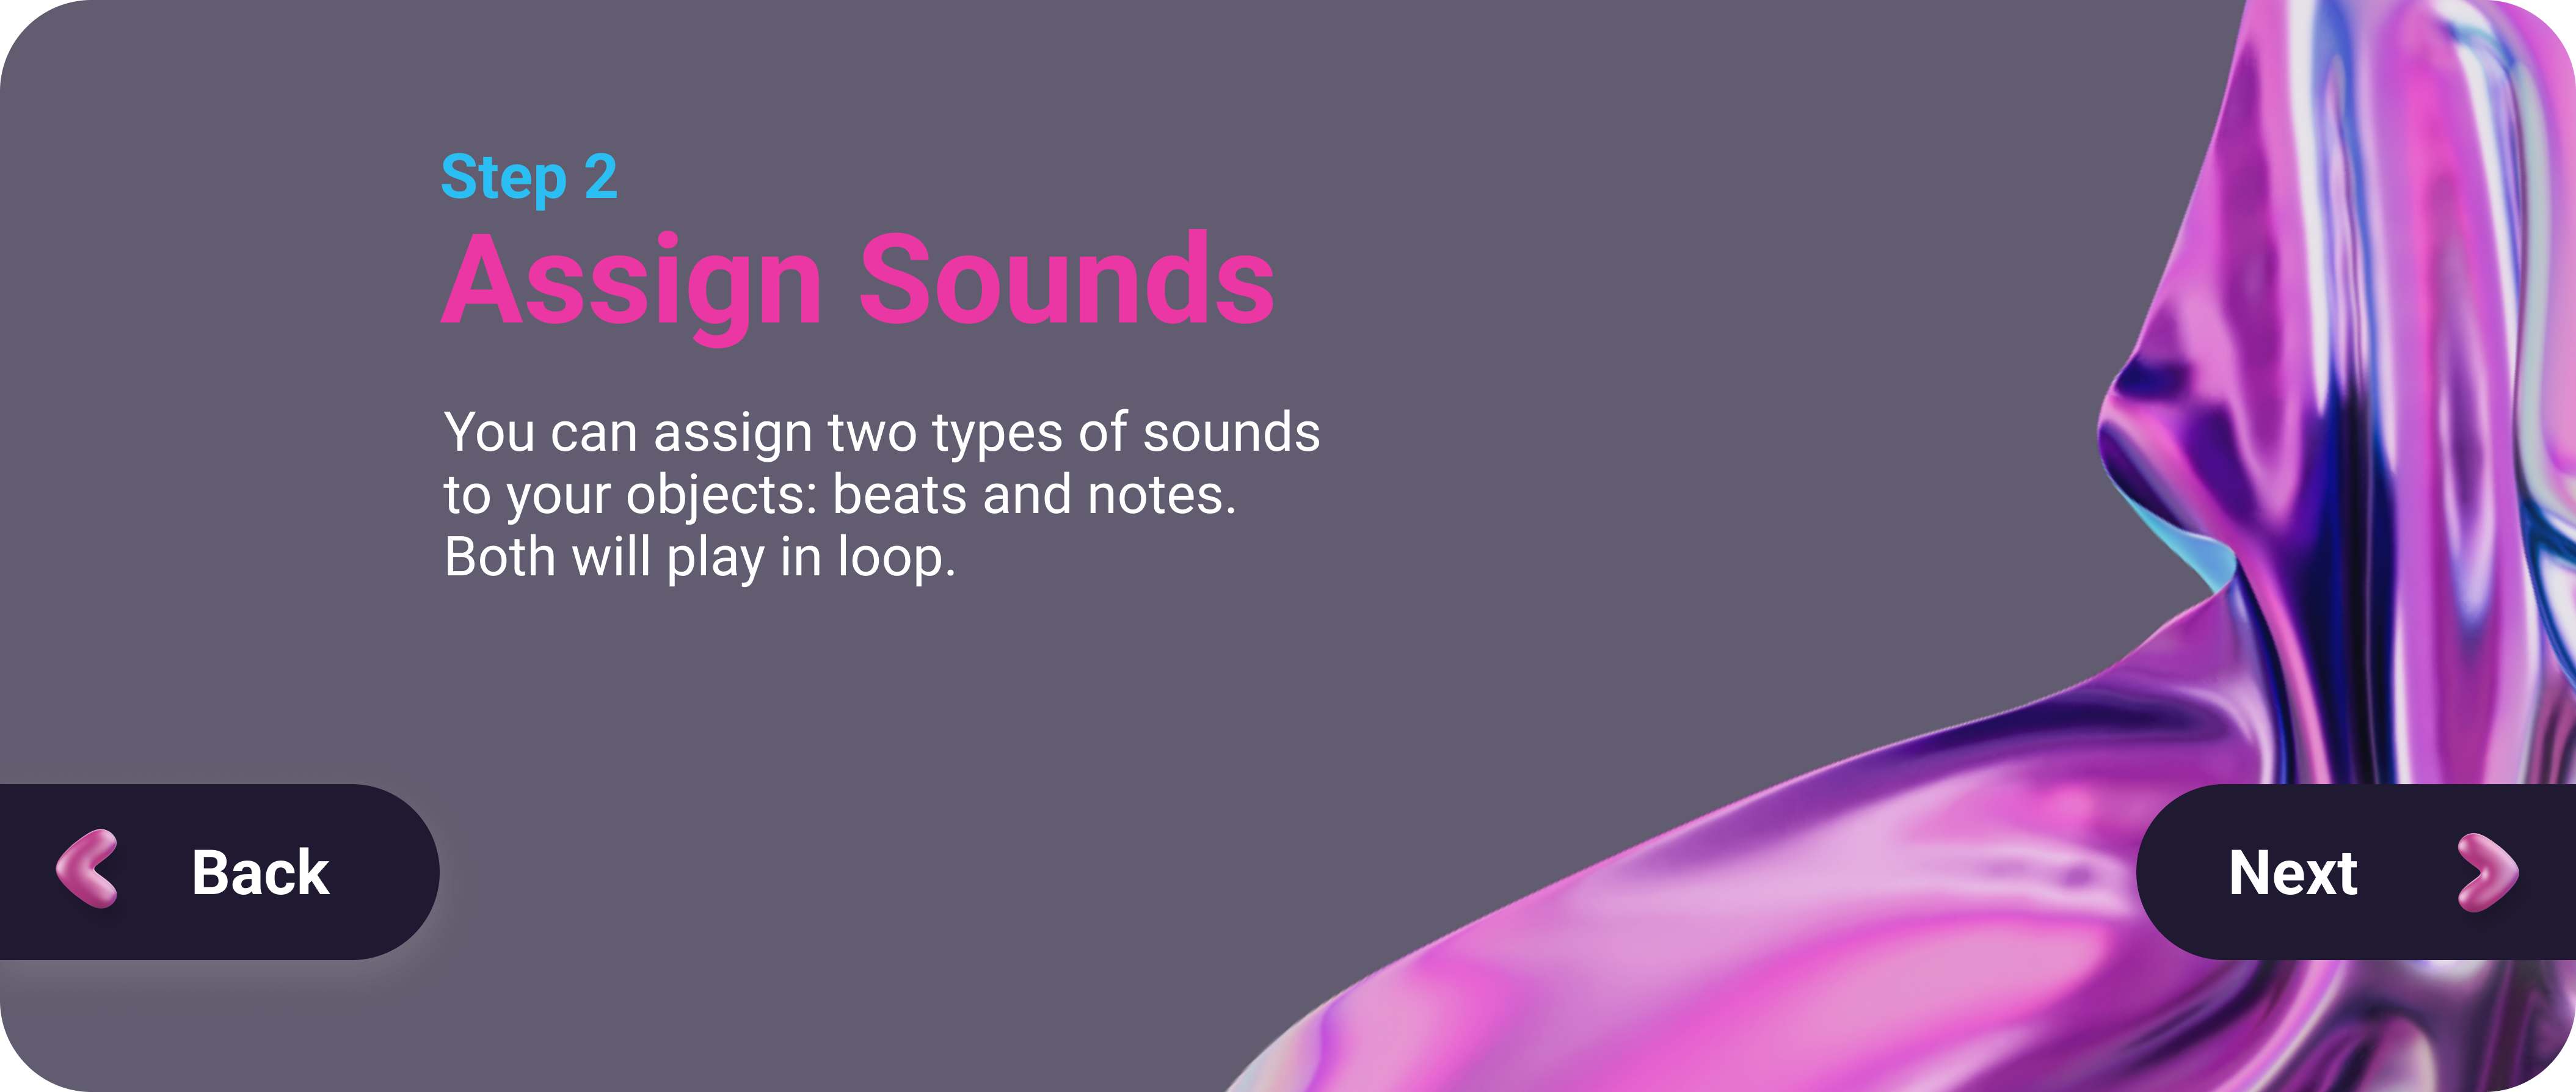 Step 2
Assign Sounds
You can assign two types of sounds
to your objects: beats and notes.
Both will play in loop.
Back
Next